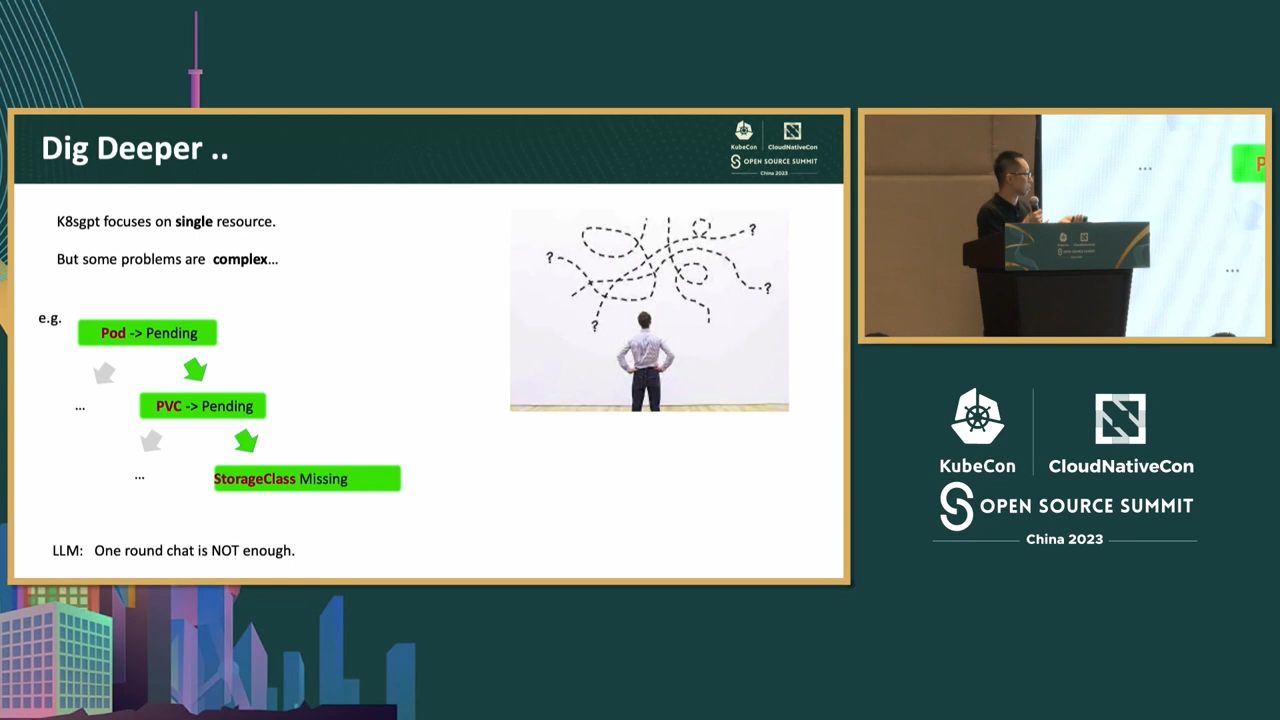 Dig Deeper ..
KubeCon
CloudNativeCon
OPEN SOURCE SUMMIT
China 2023
K8sgpt focuses on single resource.
But some problems are complex...
e.g.
Pod -> Pending
...
PVC -> Pending
...
StorageClass Missing
LLM: One round chat is NOT enough.
?
?
?
?
...
P
...
KubeCon
CloudNativeCon
OPEN SOURCE SUMMIT
China 2023